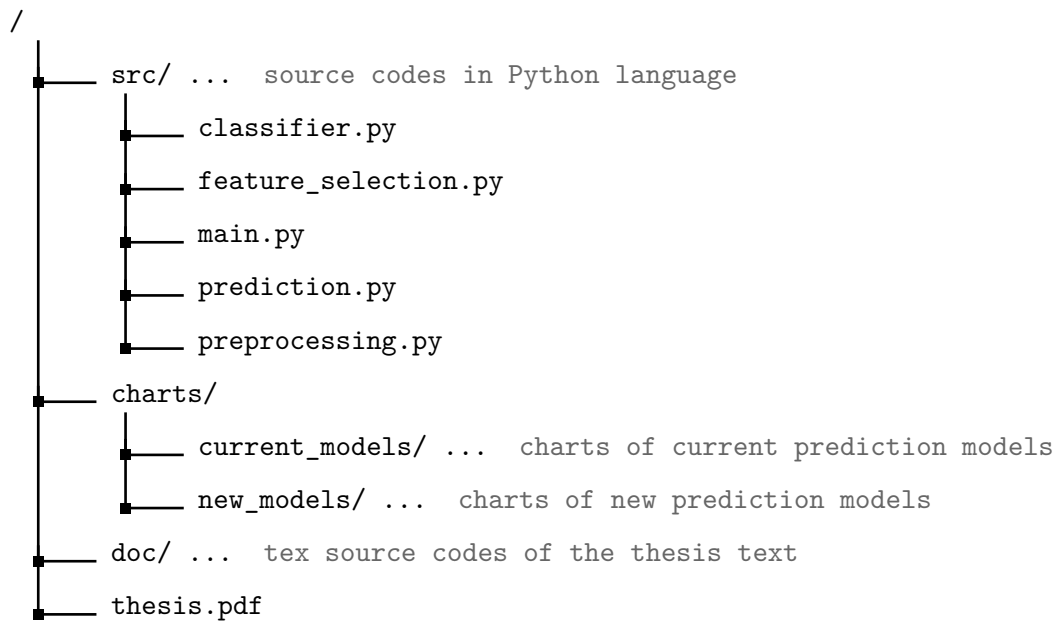 /
src/ ... source codes in Python language
classifier.py
feature_selection.py
main.py
prediction.py
preprocessing.py
charts/
current_models/ ... charts of current prediction models
new_models/ ... charts of new prediction models
doc/ ... tex source codes of the thesis text
thesis.pdf